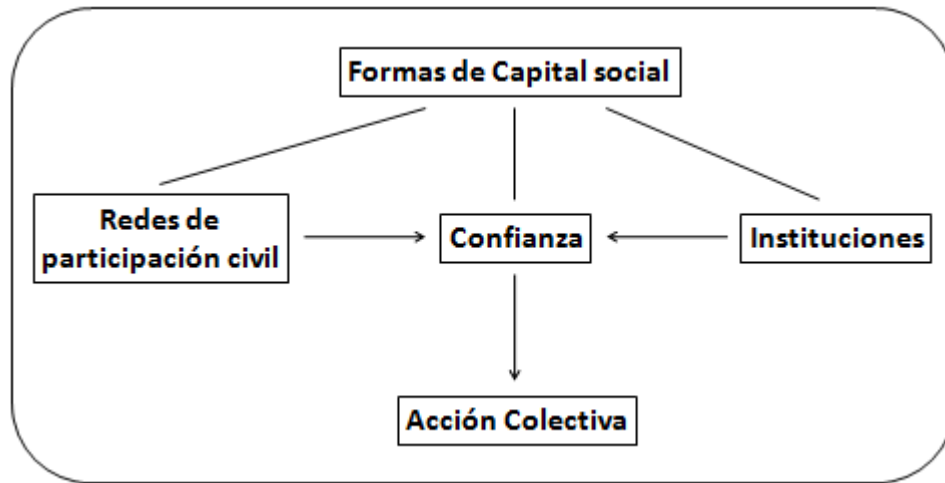 Formas de Capital social
Redes de
participación civil
Confianza
Instituciones
Acción Colectiva